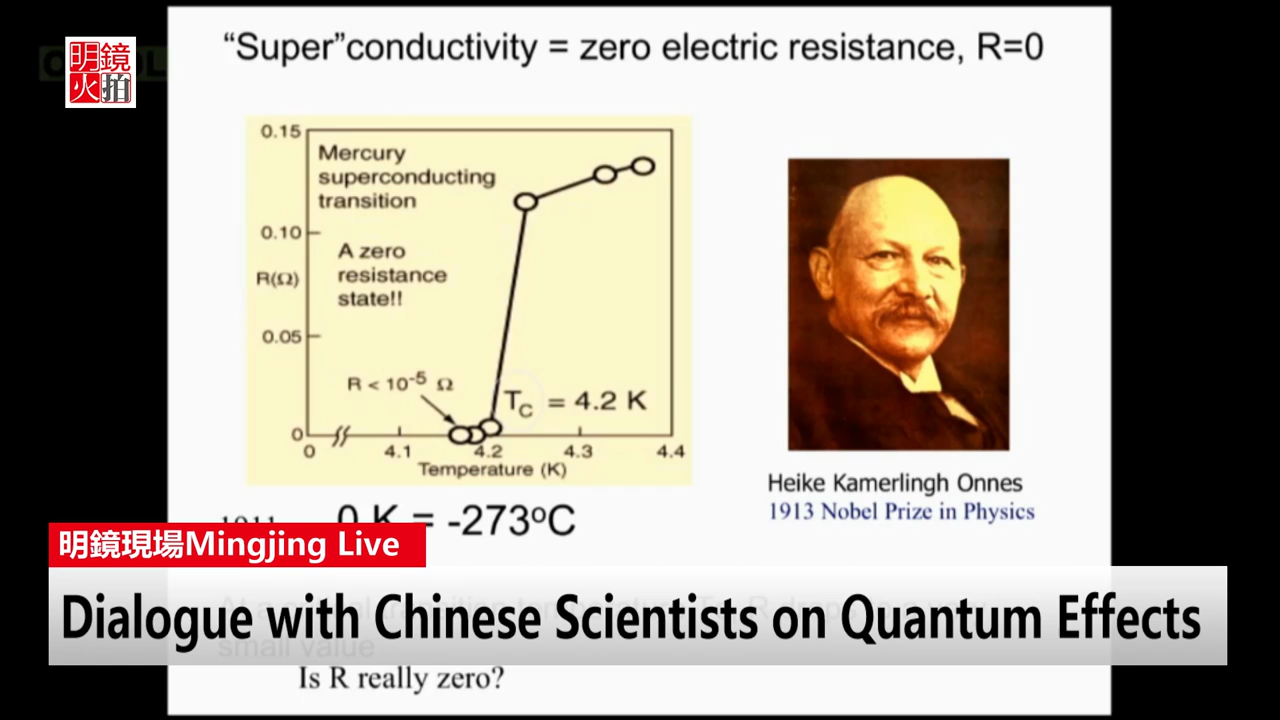 明鏡
火拍
“Super”conductivity = zero electric resistance, R=0
0.15
Mercury
superconducting
transition
0.10
A zero
resistance
state!!
R(Ω)
0.05
R < 10-5 Ω
TC = 4.2 K
0
0 4.1 4.2 4.3 4.4
Temperature (K)
Heike Kamerlingh Onnes
1913 Nobel Prize in Physics
1911
0 K = -273oC
明鏡現場Mingjing Live
Dialogue with Chinese Scientists on Quantum Effects
small value
Is R really zero?